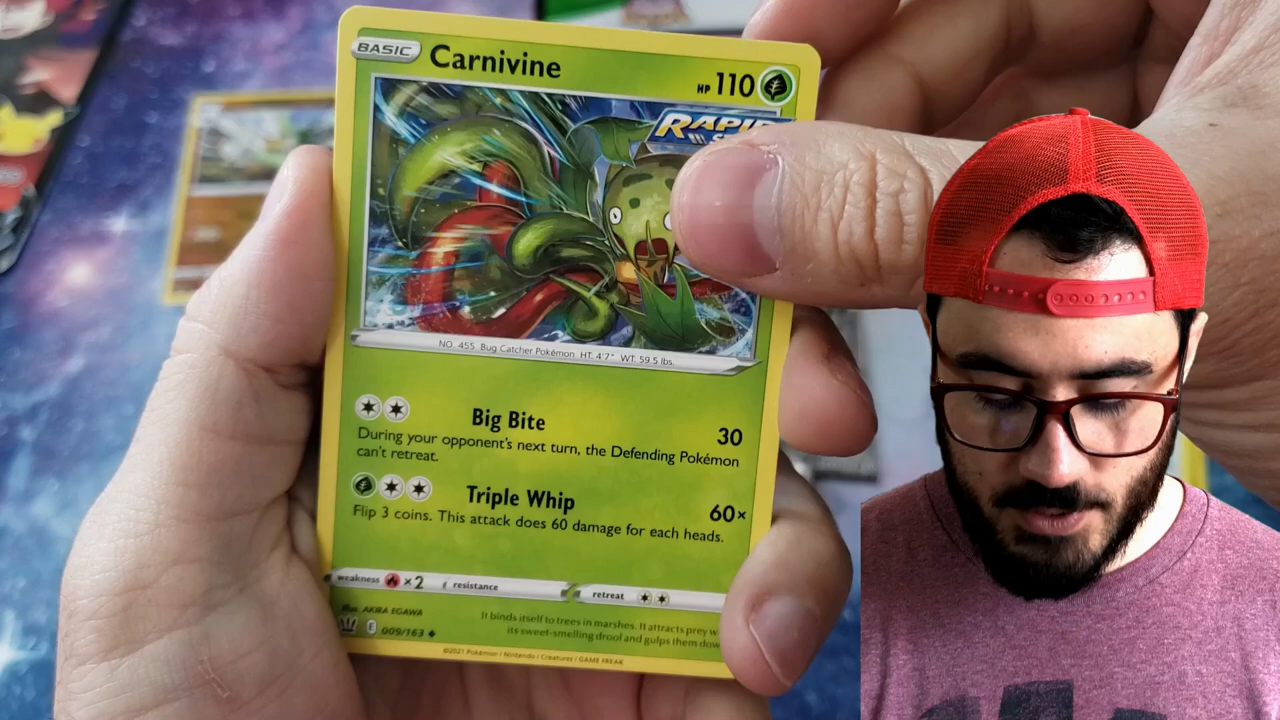 BASIC Carnivine HP 110
RAPID
NO. 455 Bug Catcher Pokémon HT: 4'7" WT: 59.5 lbs.
Big Bite 30
During your opponent's next turn, the Defending Pokémon
can't retreat.
Triple Whip 60×
Flip 3 coins. This attack does 60 damage for each heads.
weakness ×2 resistance retreat
Illus. AKIRA EGAWA
It binds itself to trees in marshes. It attracts prey w
E 009/163
its sweet-smelling drool and gulps them dow
©2021 Pokémon / Nintendo / Creatures / GAME FREAK